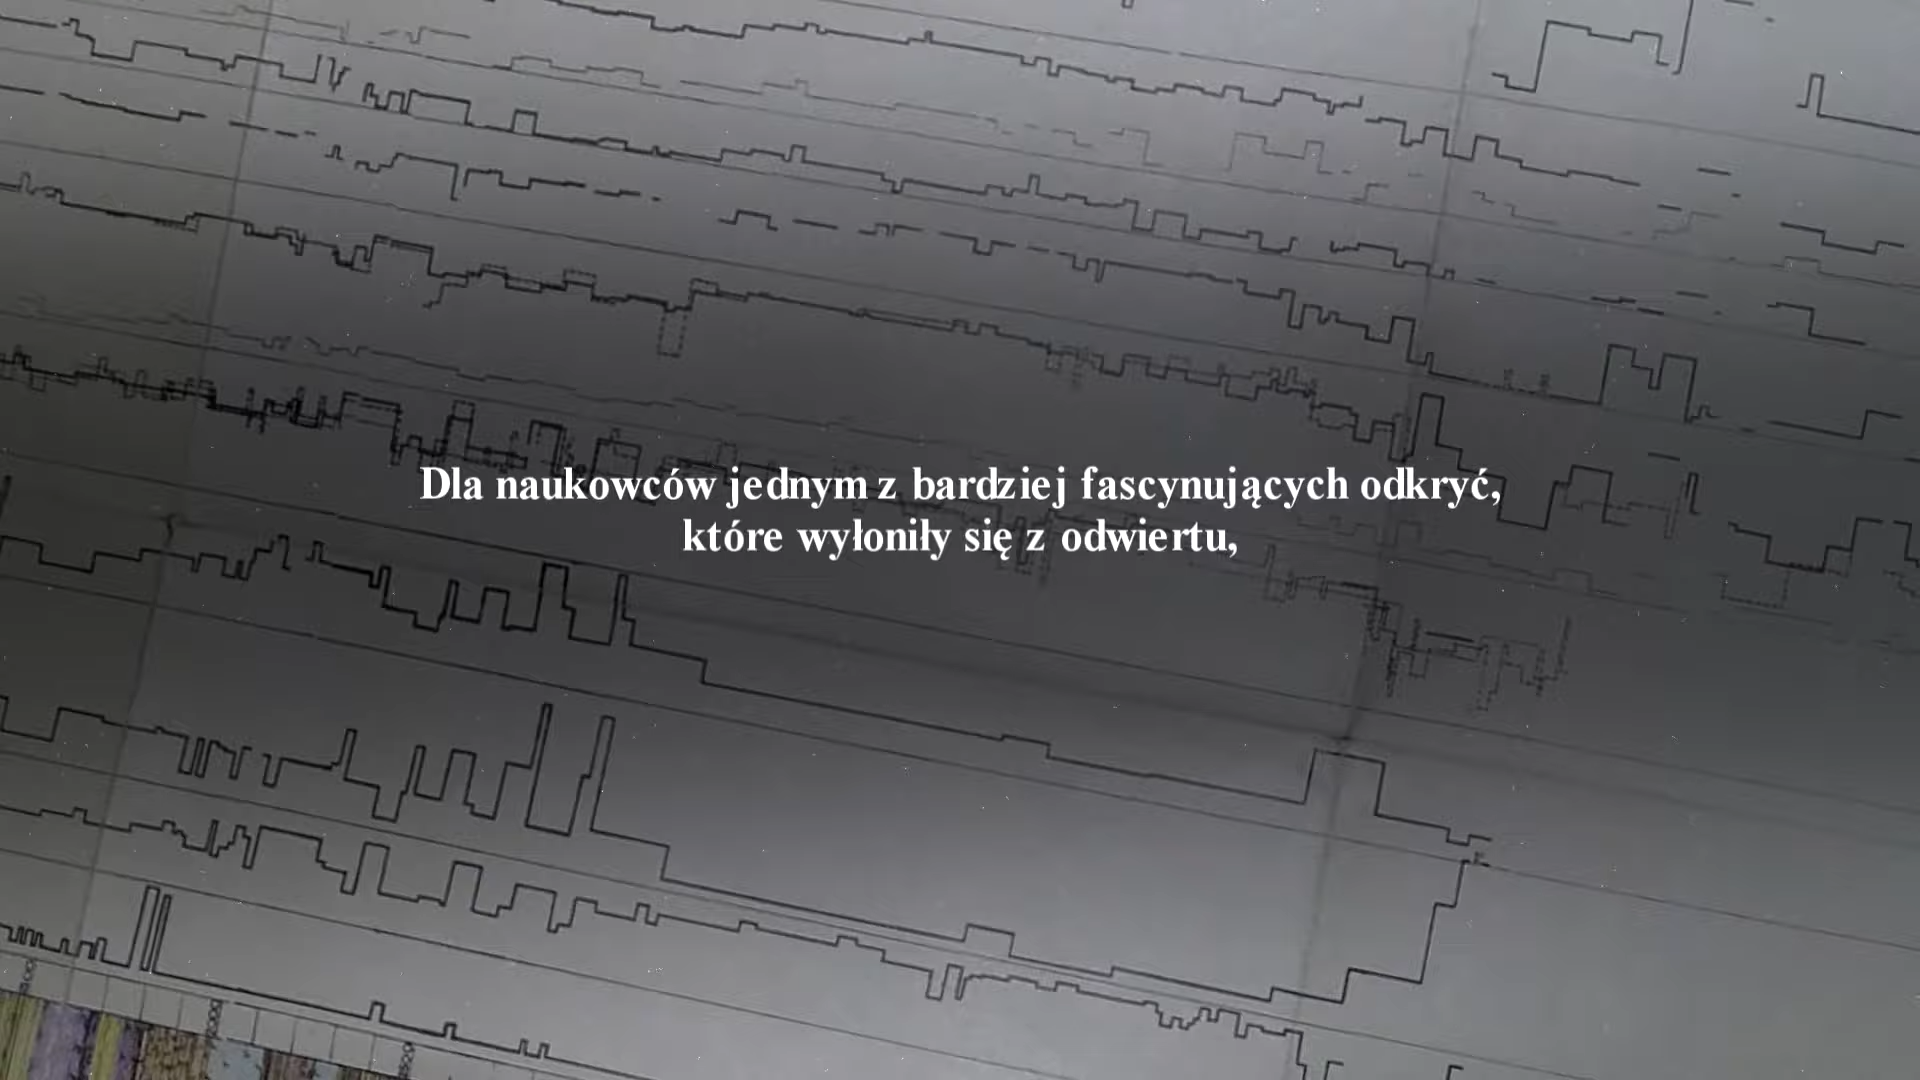 Dla naukowców jednym z bardziej fascynujących odkryć,
które wyłoniły się z odwiertu,